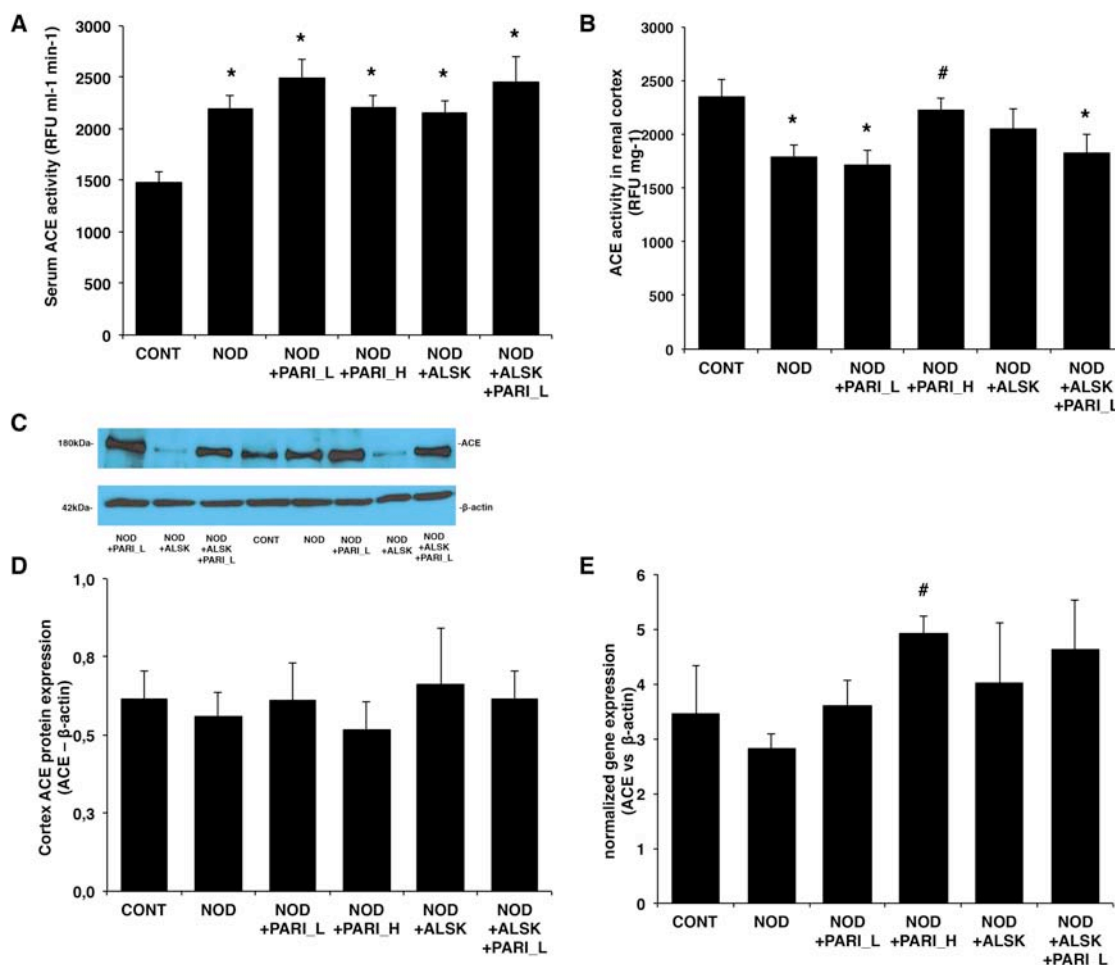 A
Serum ACE activity (RFU ml-1 min-1)
3000
2500
2000
1500
1000
500
0
*
*
*
*
*
CONT
NOD
NOD
+PARI_L
NOD
+PARI_H
NOD
+ALSK
NOD
+ALSK
+PARI_L
B
ACE activity in renal cortex
(RFU mg-1)
3000
2500
2000
1500
1000
500
0
*
*
#
*
CONT
NOD
NOD
+PARI_L
NOD
+PARI_H
NOD
+ALSK
NOD
+ALSK
+PARI_L
C
180kDa-
-ACE
42kDa-
-β-actin
NOD
+PARI_L
NOD
+ALSK
NOD
+ALSK
+PARI_L
CONT
NOD
NOD
+PARI_L
NOD
+ALSK
NOD
+ALSK
+PARI_L
D
Cortex ACE protein expression
(ACE – β-actin)
1,0
0,8
0,5
0,3
0,0
CONT
NOD
NOD
+PARI_L
NOD
+PARI_H
NOD
+ALSK
NOD
+ALSK
+PARI_L
E
normalized gene expression
(ACE vs β-actin)
6
5
4
3
2
1
0
#
CONT
NOD
NOD
+PARI_L
NOD
+PARI_H
NOD
+ALSK
NOD
+ALSK
+PARI_L